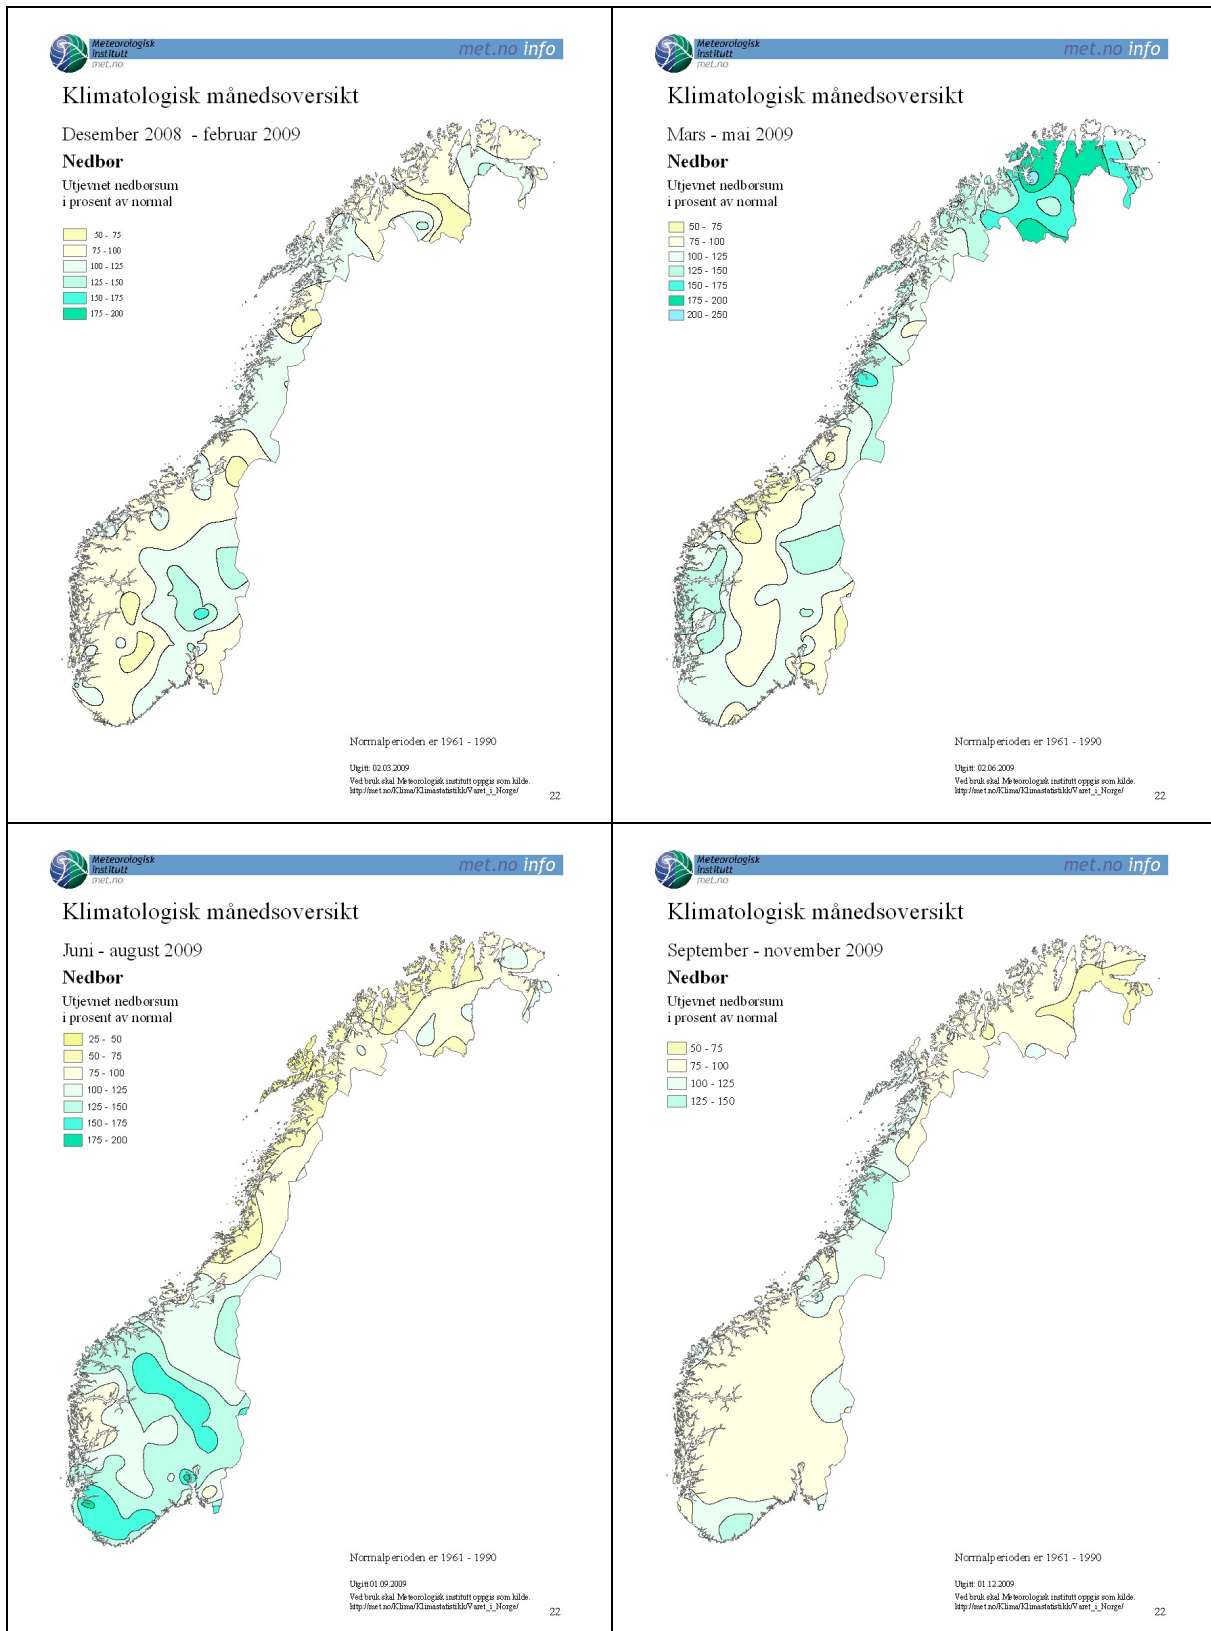 Meteorologisk
institutt
met.no
met.no info
Klimatologisk månedsoversikt
Desember 2008 - februar 2009
Nedbør
Utjevnet nedbørsum
i prosent av normal
50 - 75
75 - 100
100 - 125
125 - 150
150 - 175
175 - 200
Normalperioden er 1961 - 1990
Utgitt: 02.03.2009
Ved bruk skal Meteorologisk institutt oppgis som kilde.
http://met.no/Klima/Klimastatistikk/Varet_i_Norge/
22
Meteorologisk
institutt
met.no
met.no info
Klimatologisk månedsoversikt
Mars - mai 2009
Nedbør
Utjevnet nedbørsum
i prosent av normal
50 - 75
75 - 100
100 - 125
125 - 150
150 - 175
175 - 200
200 - 250
Normalperioden er 1961 - 1990
Utgitt: 02.06.2009
Ved bruk skal Meteorologisk institutt oppgis som kilde.
http://met.no/Klima/Klimastatistikk/Varet_i_Norge/
22
Meteorologisk
institutt
met.no
met.no info
Klimatologisk månedsoversikt
Juni - august 2009
Nedbør
Utjevnet nedbørsum
i prosent av normal
25 - 50
50 - 75
75 - 100
100 - 125
125 - 150
150 - 175
175 - 200
Normalperioden er 1961 - 1990
Utgitt 01.09.2009
Ved bruk skal Meteorologisk institutt oppgis som kilde.
http://met.no/Klima/Klimastatistikk/Varet_i_Norge/
22
Meteorologisk
institutt
met.no
met.no info
Klimatologisk månedsoversikt
September - november 2009
Nedbør
Utjevnet nedbørsum
i prosent av normal
50 - 75
75 - 100
100 - 125
125 - 150
Normalperioden er 1961 - 1990
Utgitt: 01.12.2009
Ved bruk skal Meteorologisk institutt oppgis som kilde.
http://met.no/Klima/Klimastatistikk/Varet_i_Norge/
22